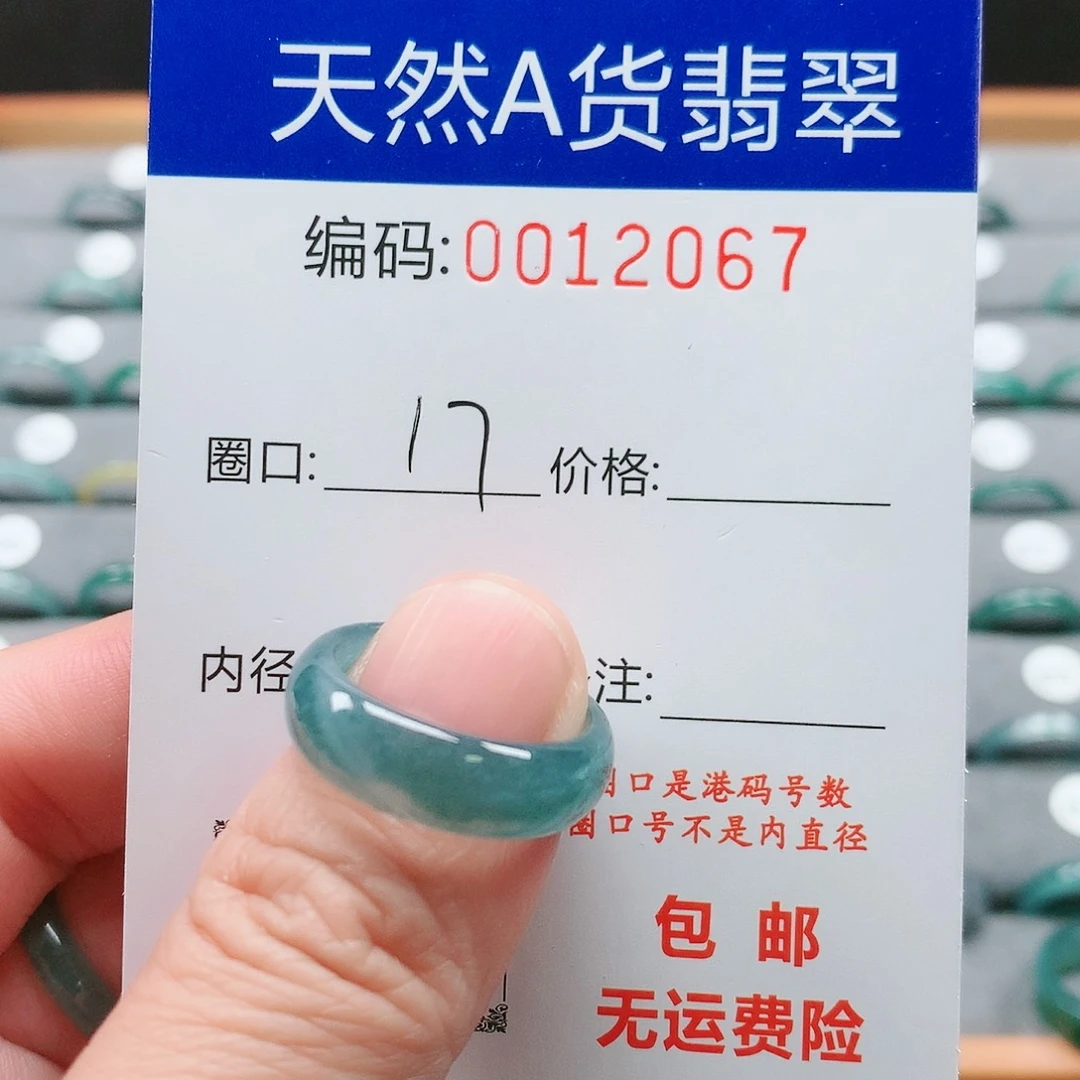 天然A货翡翠
编码:0012067
圈口: 17 价格:
内径 注:
口是港码号数
圈口号不是内直径
包邮
无运费险